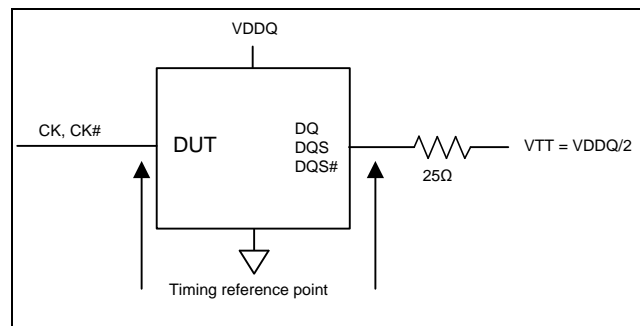 VDDQ
CK, CK#
DUT
DQ
DQS
DQS#
25Ω
VTT = VDDQ/2
Timing reference point